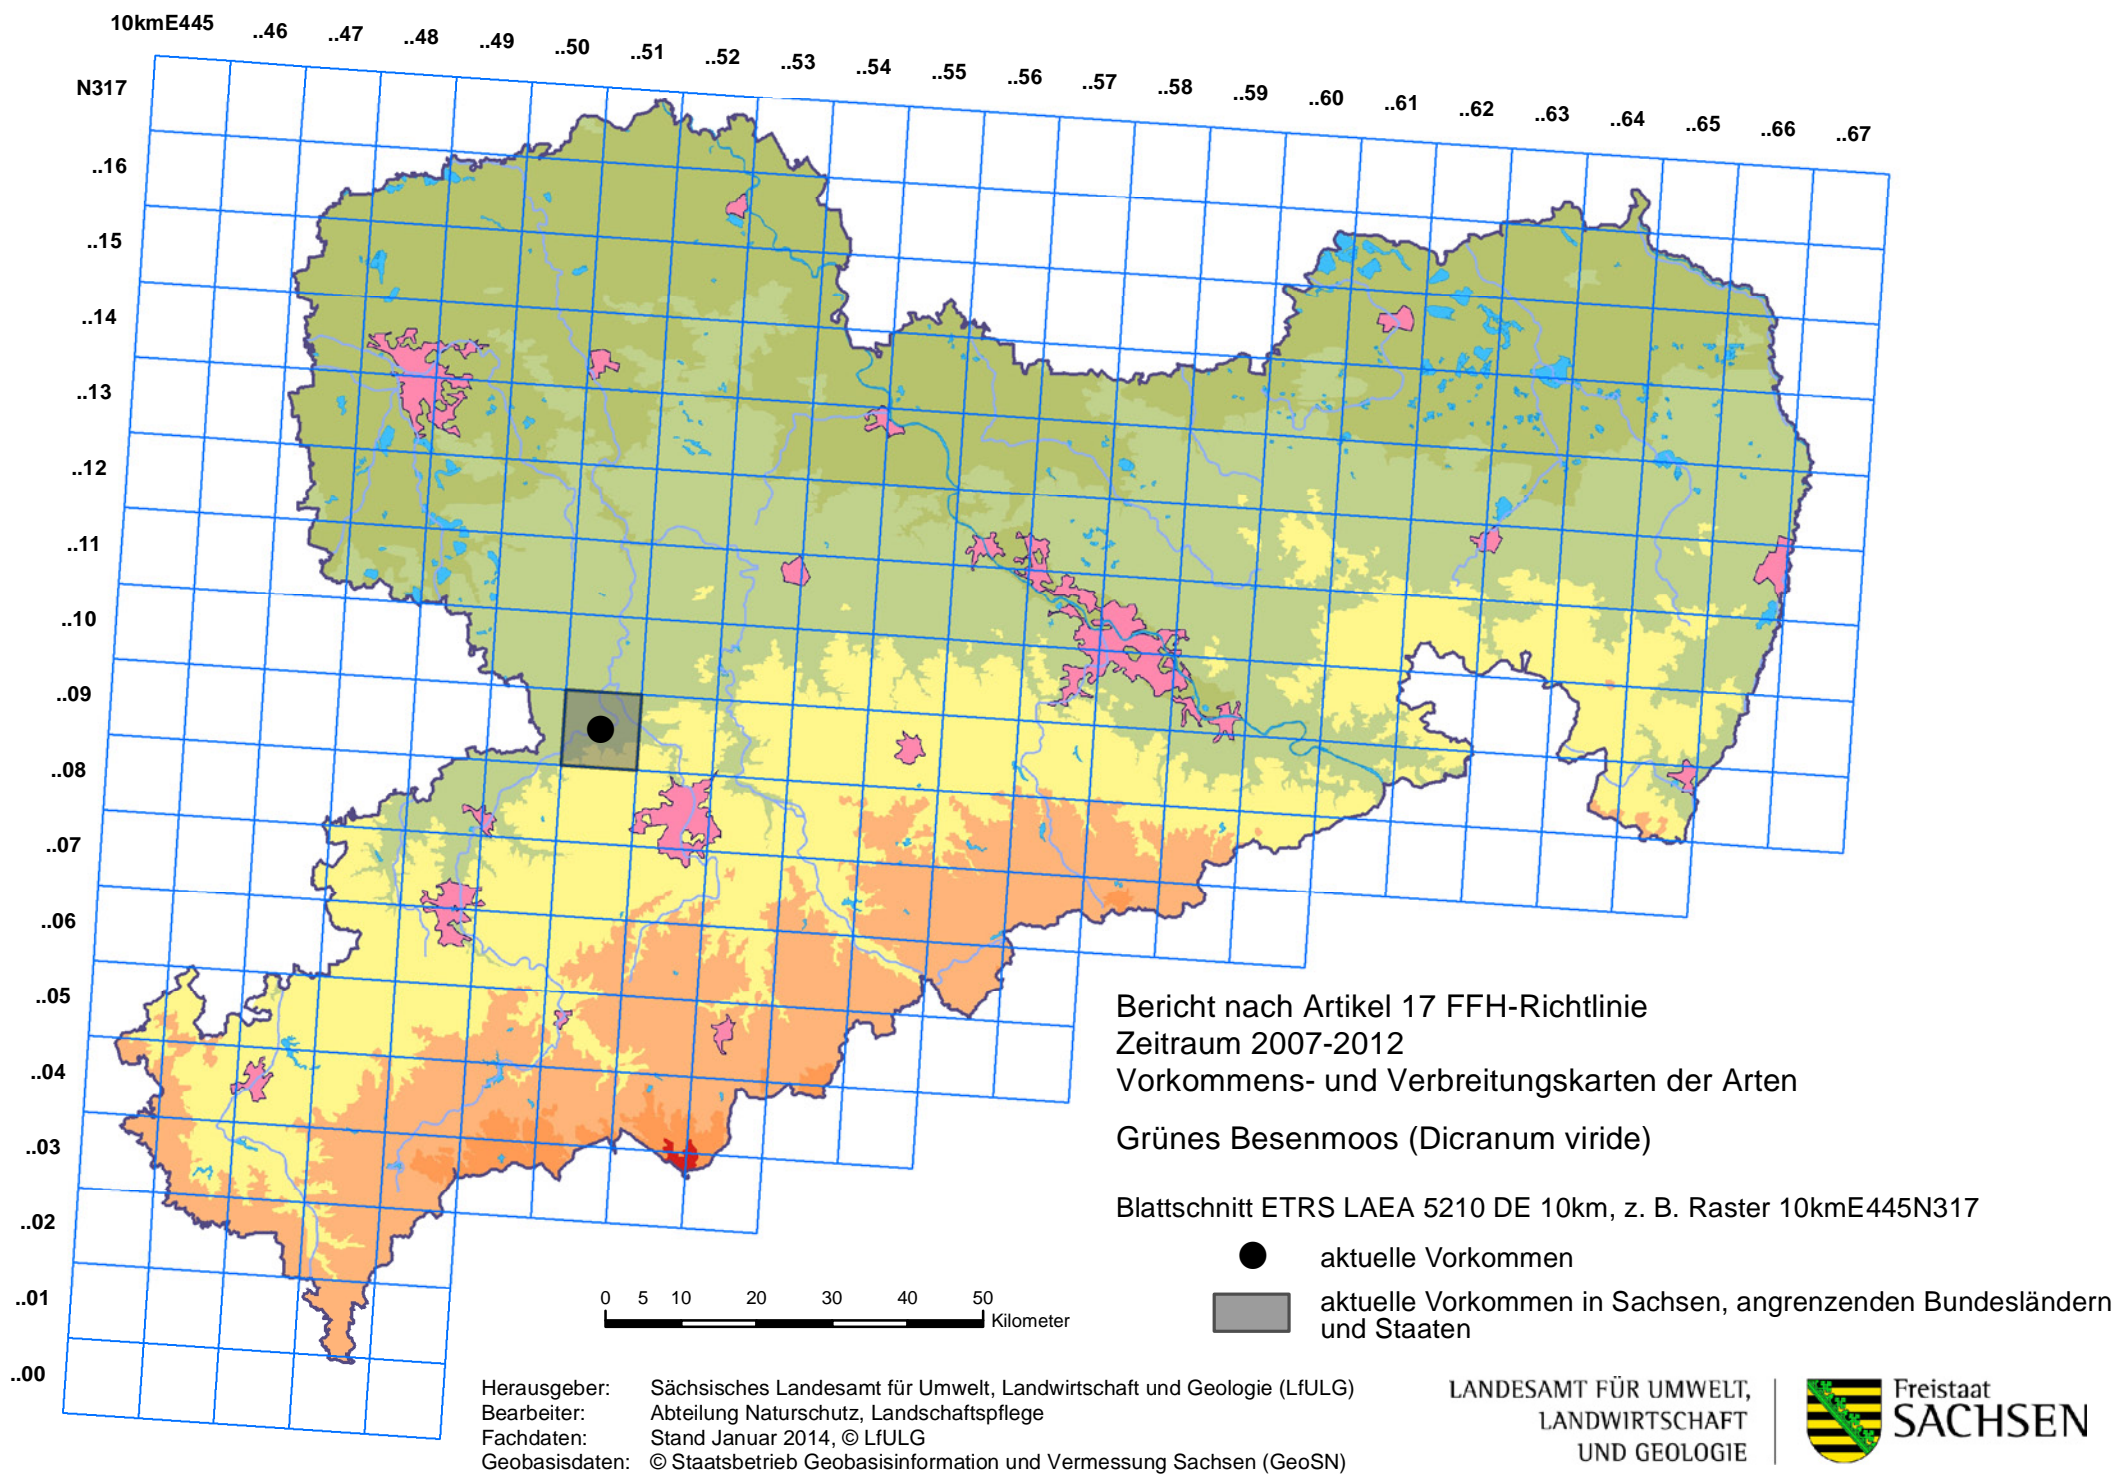 10kmE445
..46
..47
..48
..49
..50
..51
..52
..53
..54
..55
..56
..57
..58
..59
..60
..61
..62
..63
..64
..65
..66
..67
N317
..16
..15
..14
..13
..12
..11
..10
..09
..08
..07
..06
..05
..04
..03
..02
..01
..00
Bericht nach Artikel 17 FFH-Richtlinie
Zeitraum 2007-2012
Vorkommens- und Verbreitungskarten der Arten
Grünes Besenmoos (Dicranum viride)
Blattschnitt ETRS LAEA 5210 DE 10km, z. B. Raster 10kmE445N317
aktuelle Vorkommen
aktuelle Vorkommen in Sachsen, angrenzenden Bundesländern
und Staaten
0 5 10 20 30 40 50
Kilometer
Herausgeber: Sächsisches Landesamt für Umwelt, Landwirtschaft und Geologie (LfULG)
Bearbeiter: Abteilung Naturschutz, Landschaftspflege
Fachdaten: Stand Januar 2014, © LfULG
Geobasisdaten: © Staatsbetrieb Geobasisinformation und Vermessung Sachsen (GeoSN)
LANDESAMT FÜR UMWELT,
LANDWIRTSCHAFT
UND GEOLOGIE
Freistaat
SACHSEN